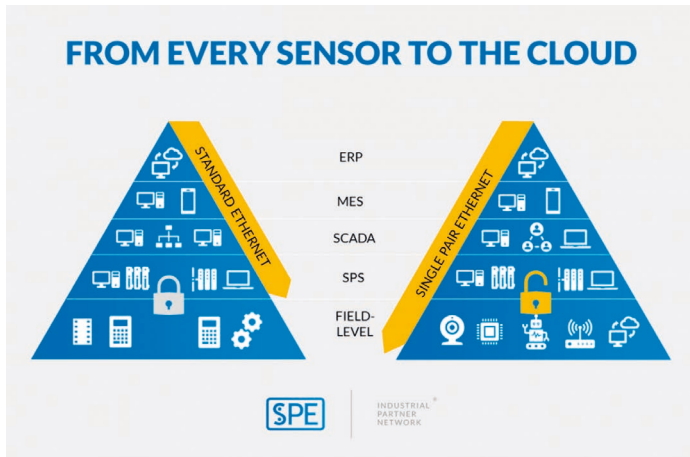 FROM EVERY SENSOR TO THE CLOUD
STANDARD ETHERNET
ERP
MES
SCADA
SPS
FIELD-
LEVEL
SINGLE PAIR ETHERNET
SPE
INDUSTRIAL
PARTNER
NETWORK